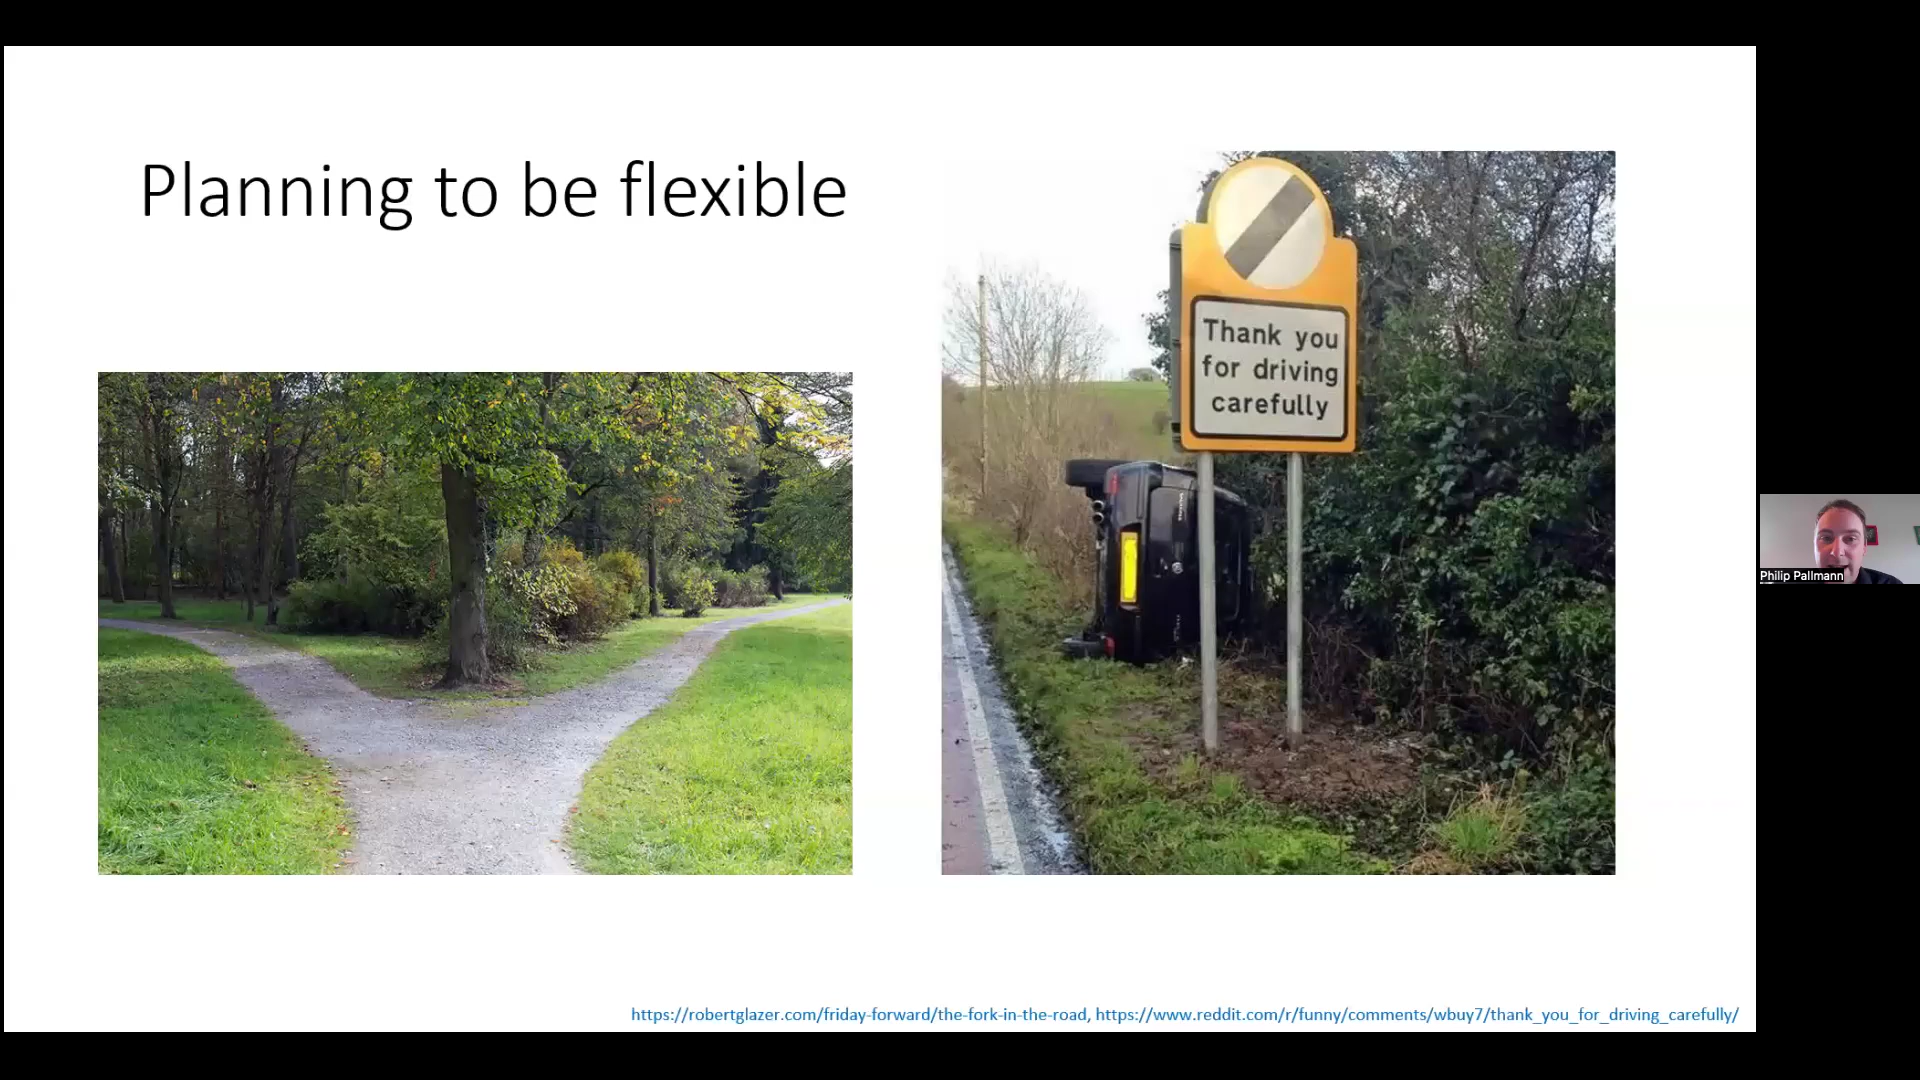 Planning to be flexible
Thank you
for driving
carefully
Philip Pallmann
https://robertglazer.com/friday-forward/the-fork-in-the-road, https://www.reddit.com/r/funny/comments/wbuy7/thank_you_for_driving_carefully/